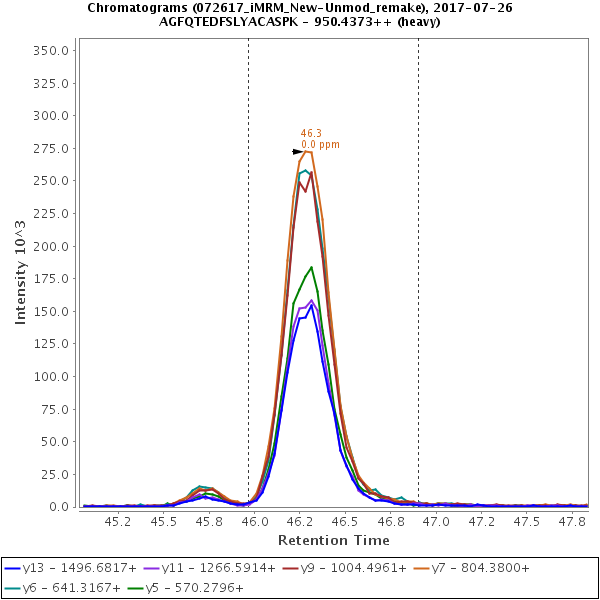 Chromatograms (072617_iMRM_New-Unmod_remake), 2017-07-26
AGFQTEDFSLYACASPK - 950.4373++ (heavy)
350.0
325.0
300.0
275.0
250.0
225.0
200.0
175.0
150.0
125.0
100.0
75.0
50.0
25.0
0.0
Intensity 10^3
46.3
0.0 ppm
45.2 45.5 45.8 46.0 46.2 46.5 46.8 47.0 47.2 47.5 47.8
Retention Time
y13 - 1496.6817+ y11 - 1266.5914+ y9 - 1004.4961+ y7 - 804.3800+
y6 - 641.3167+ y5 - 570.2796+